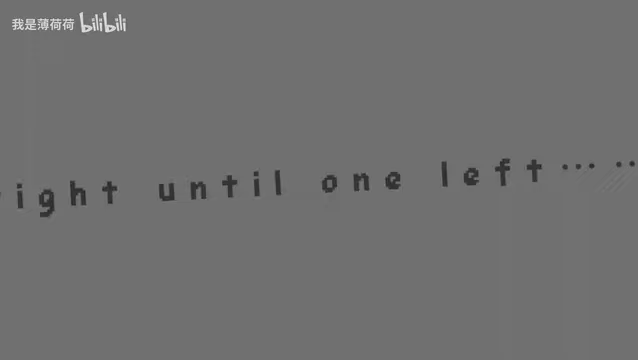 我是薄荷荷 bilibili
ight until one left⋯⋯